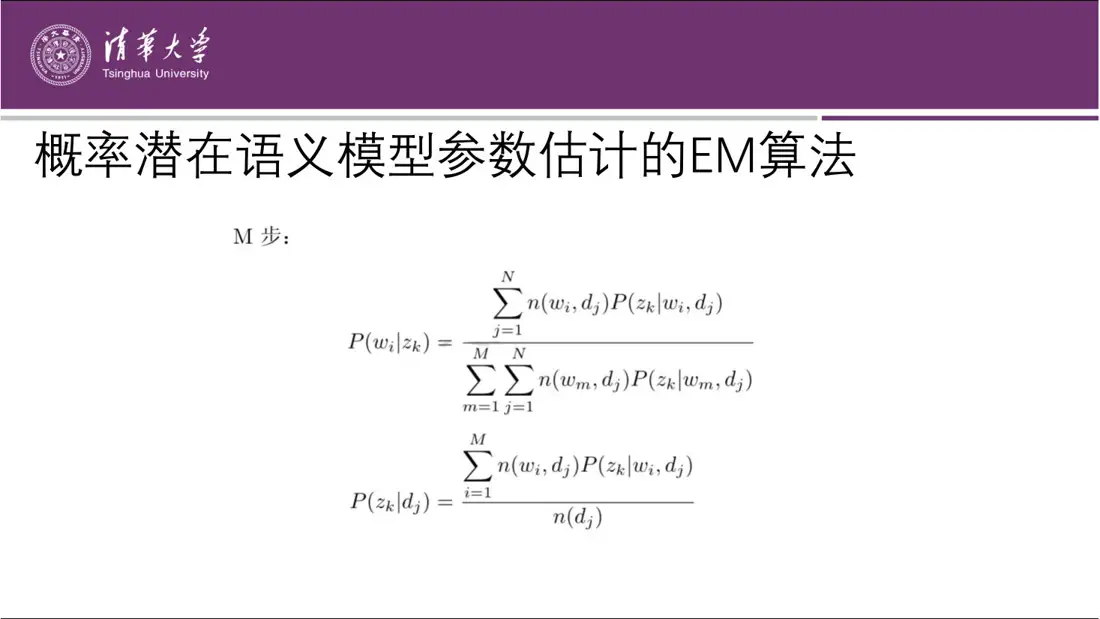 清华大学
Tsinghua University
概率潜在语义模型参数估计的EM算法
M 步：
$$P(w_i|z_k) = \frac{\sum_{j=1}^{N} n(w_i, d_j) P(z_k|w_i, d_j)}{\sum_{m=1}^{M} \sum_{j=1}^{N} n(w_m, d_j) P(z_k|w_m, d_j)}$$
$$P(z_k|d_j) = \frac{\sum_{i=1}^{M} n(w_i, d_j) P(z_k|w_i, d_j)}{n(d_j)}$$